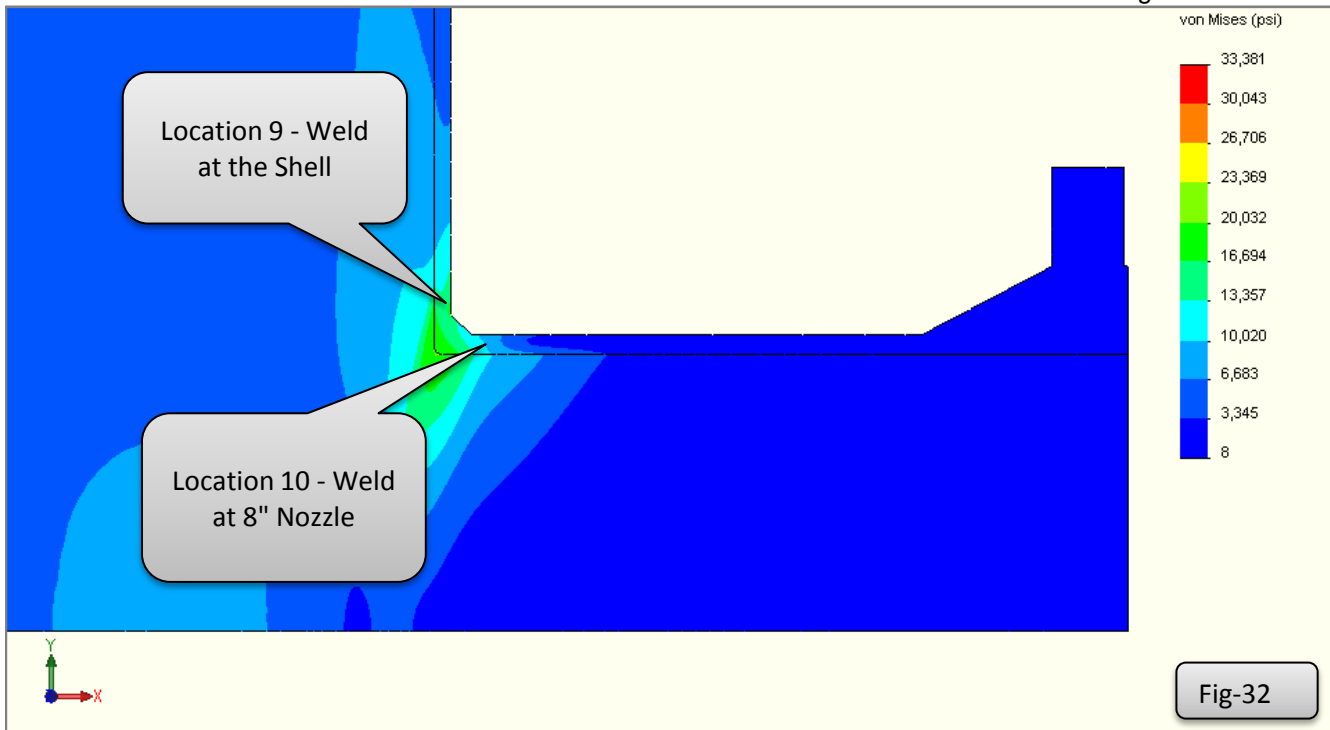 von Mises (psi)
33,381
30,043
26,706
23,369
20,032
16,694
13,357
10,020
6,683
3,345
8
Location 9 - Weld
at the Shell
Location 10 - Weld
at 8" Nozzle
Y
X
Fig-32